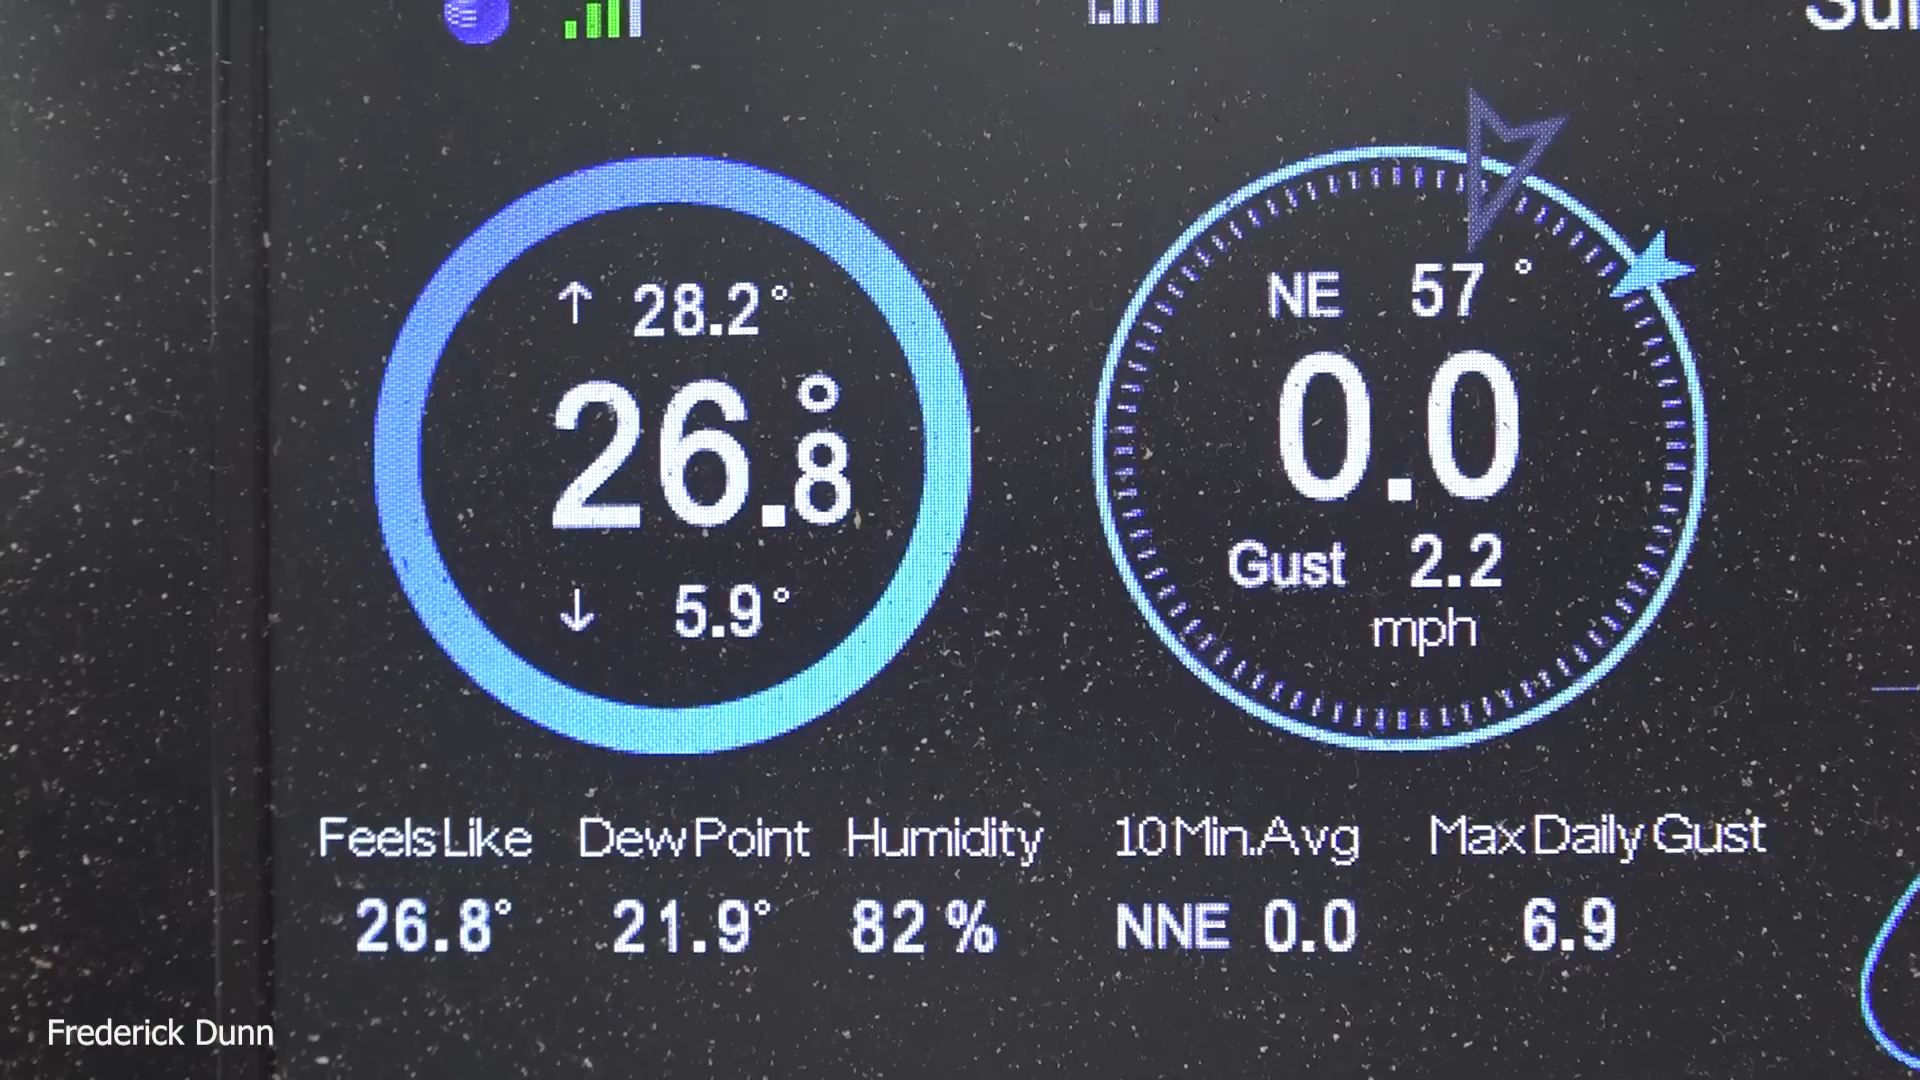 ↑ 28.2°
26.8°
↓ 5.9°
NE 57°
0.0
Gust 2.2
mph
Feels Like Dew Point Humidity
26.8° 21.9° 82 %
10 Min. Avg Max Daily Gust
NNE 0.0 6.9
Frederick Dunn